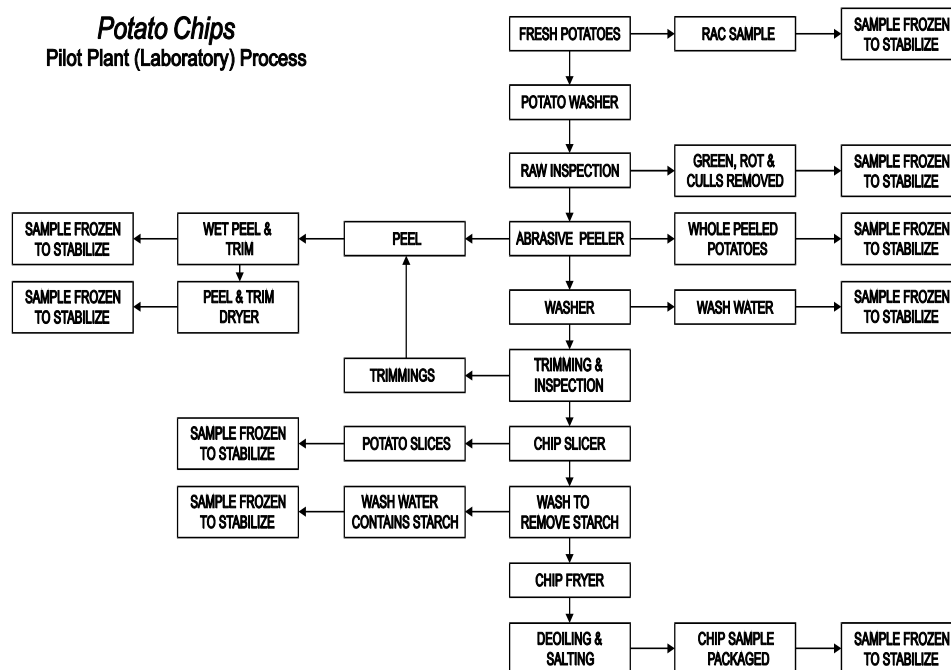 Potato Chips
Pilot Plant (Laboratory) Process
FRESH POTATOES
RAC SAMPLE
SAMPLE FROZEN
TO STABILIZE
POTATO WASHER
RAW INSPECTION
GREEN, ROT &
CULLS REMOVED
SAMPLE FROZEN
TO STABILIZE
SAMPLE FROZEN
TO STABILIZE
WET PEEL &
TRIM
PEEL
ABRASIVE PEELER
WHOLE PEELED
POTATOES
SAMPLE FROZEN
TO STABILIZE
SAMPLE FROZEN
TO STABILIZE
PEEL & TRIM
DRYER
WASHER
WASH WATER
SAMPLE FROZEN
TO STABILIZE
TRIMMINGS
TRIMMING &
INSPECTION
SAMPLE FROZEN
TO STABILIZE
POTATO SLICES
CHIP SLICER
SAMPLE FROZEN
TO STABILIZE
WASH WATER
CONTAINS STARCH
WASH TO
REMOVE STARCH
CHIP FRYER
DEOILING &
SALTING
CHIP SAMPLE
PACKAGED
SAMPLE FROZEN
TO STABILIZE